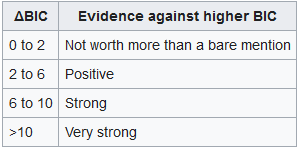 ΔBIC Evidence against higher BIC
0 to 2 Not worth more than a bare mention
2 to 6 Positive
6 to 10 Strong
>10 Very strong